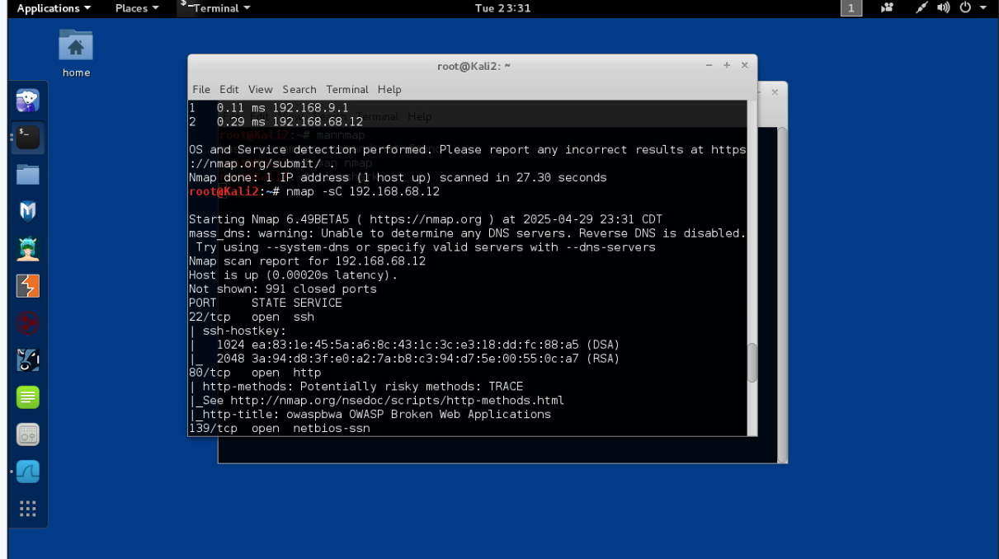 Applications Places Terminal Tue 23:31 1
home
root@Kali2: ~
File Edit View Search Terminal Help
1 0.11 ms 192.168.9.1
2 0.29 ms 192.168.68.12
Terminal Help
root@Kali2:~# mannmap
OS and Service detection performed. Please report any incorrect results at https
://nmap.org/submit/ .
man nmap
Nmap done: 1 IP address (1 host up) scanned in 27.30 seconds
root@Kali2:~# nmap -sC 192.168.68.12
Starting Nmap 6.49BETA5 ( https://nmap.org ) at 2025-04-29 23:31 CDT
mass_dns: warning: Unable to determine any DNS servers. Reverse DNS is disabled.
Try using --system-dns or specify valid servers with --dns-servers
Nmap scan report for 192.168.68.12
Host is up (0.00020s latency).
Not shown: 991 closed ports
PORT STATE SERVICE
22/tcp open ssh
| ssh-hostkey:
| 1024 ea:83:1e:45:5a:a6:8c:43:1c:3c:e3:18:dd:fc:88:a5 (DSA)
|_ 2048 3a:94:d8:3f:e0:a2:7a:b8:c3:94:d7:5e:00:55:0c:a7 (RSA)
80/tcp open http
| http-methods: Potentially risky methods: TRACE
|_See http://nmap.org/nsedoc/scripts/http-methods.html
|_http-title: owaspbwa OWASP Broken Web Applications
139/tcp open netbios-ssn